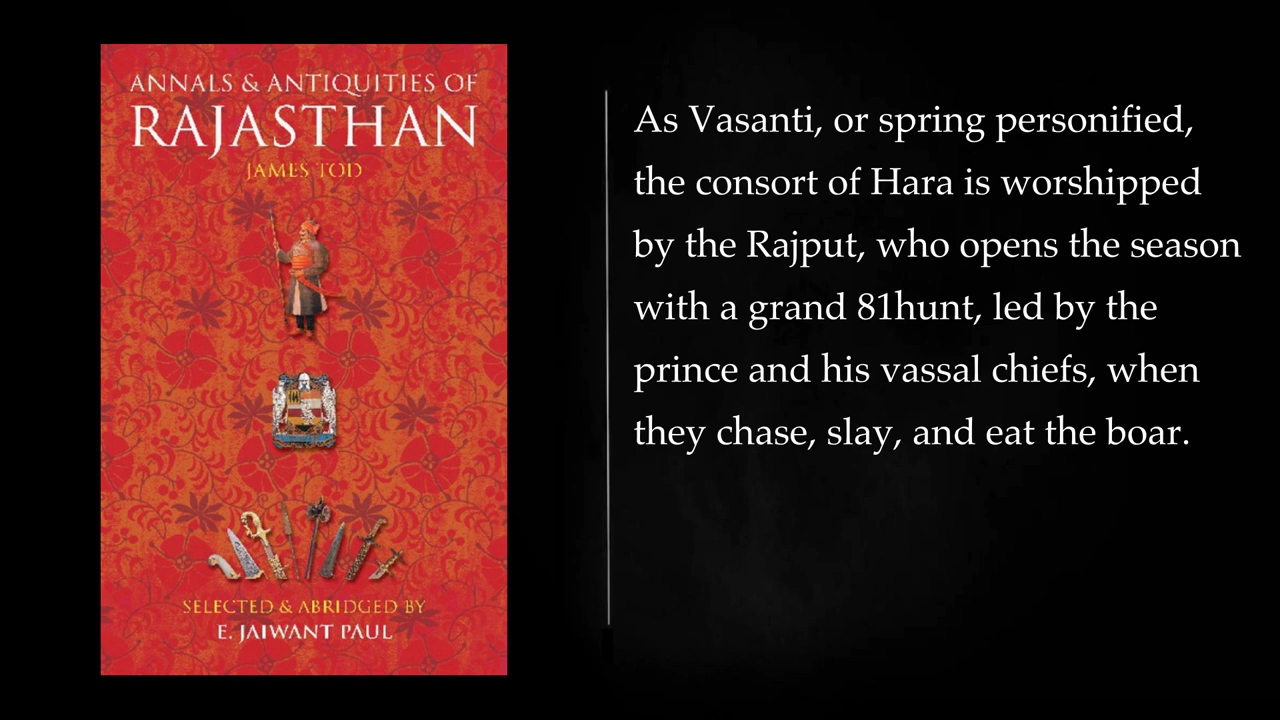 ANNALS & ANTIQUITIES OF
RAJASTHAN
JAMES TOD
SELECTED & ABRIDGED BY
E. JAIWANT PAUL
As Vasanti, or spring personified,
the consort of Hara is worshipped
by the Rajput, who opens the season
with a grand 81hunt, led by the
prince and his vassal chiefs, when
they chase, slay, and eat the boar.